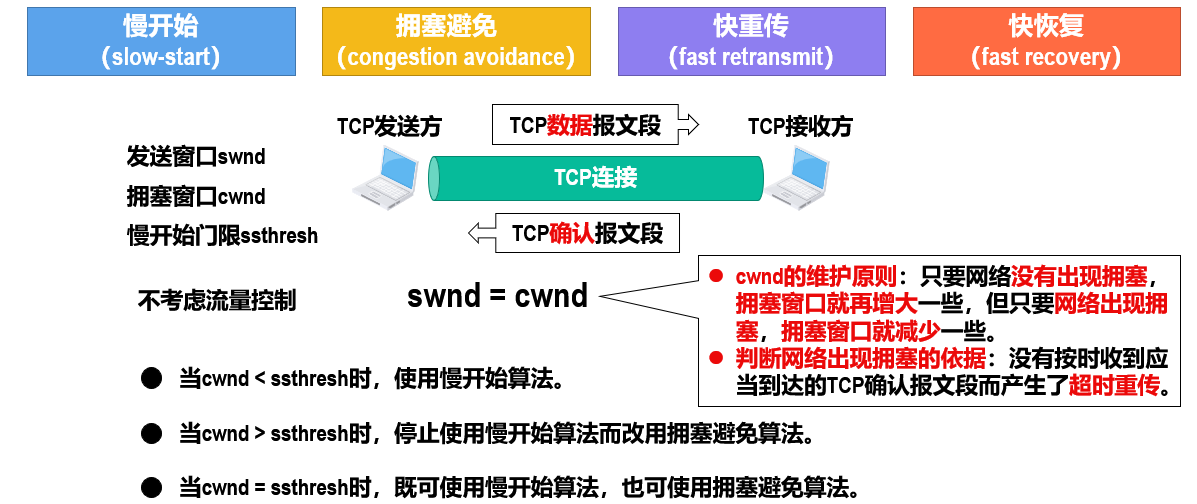 慢开始
（slow-start）
拥塞避免
（congestion avoidance）
快重传
（fast retransmit）
快恢复
（fast recovery）
TCP发送方
TCP数据报文段
TCP接收方
发送窗口swnd
拥塞窗口cwnd
慢开始门限ssthresh
TCP连接
TCP确认报文段
不考虑流量控制
swnd = cwnd
● cwnd的维护原则：只要网络没有出现拥塞，
拥塞窗口就再增大一些，但只要网络出现拥
塞，拥塞窗口就减少一些。
● 判断网络出现拥塞的依据：没有按时收到应
当到达的TCP确认报文段而产生了超时重传。
● 当cwnd < ssthresh时，使用慢开始算法。
● 当cwnd > ssthresh时，停止使用慢开始算法而改用拥塞避免算法。
● 当cwnd = ssthresh时，既可使用慢开始算法，也可使用拥塞避免算法。